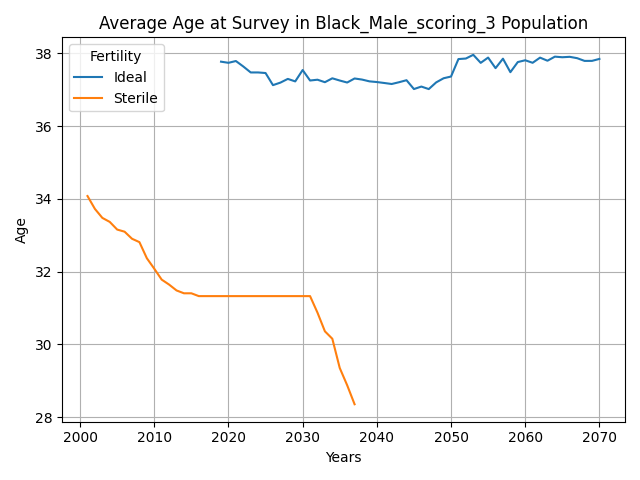 Average Age at Survey in Black_Male_scoring_3 Population
Fertility
Ideal
Sterile
38
36
34
32
30
28
Age
2000 2010 2020 2030 2040 2050 2060 2070
Years